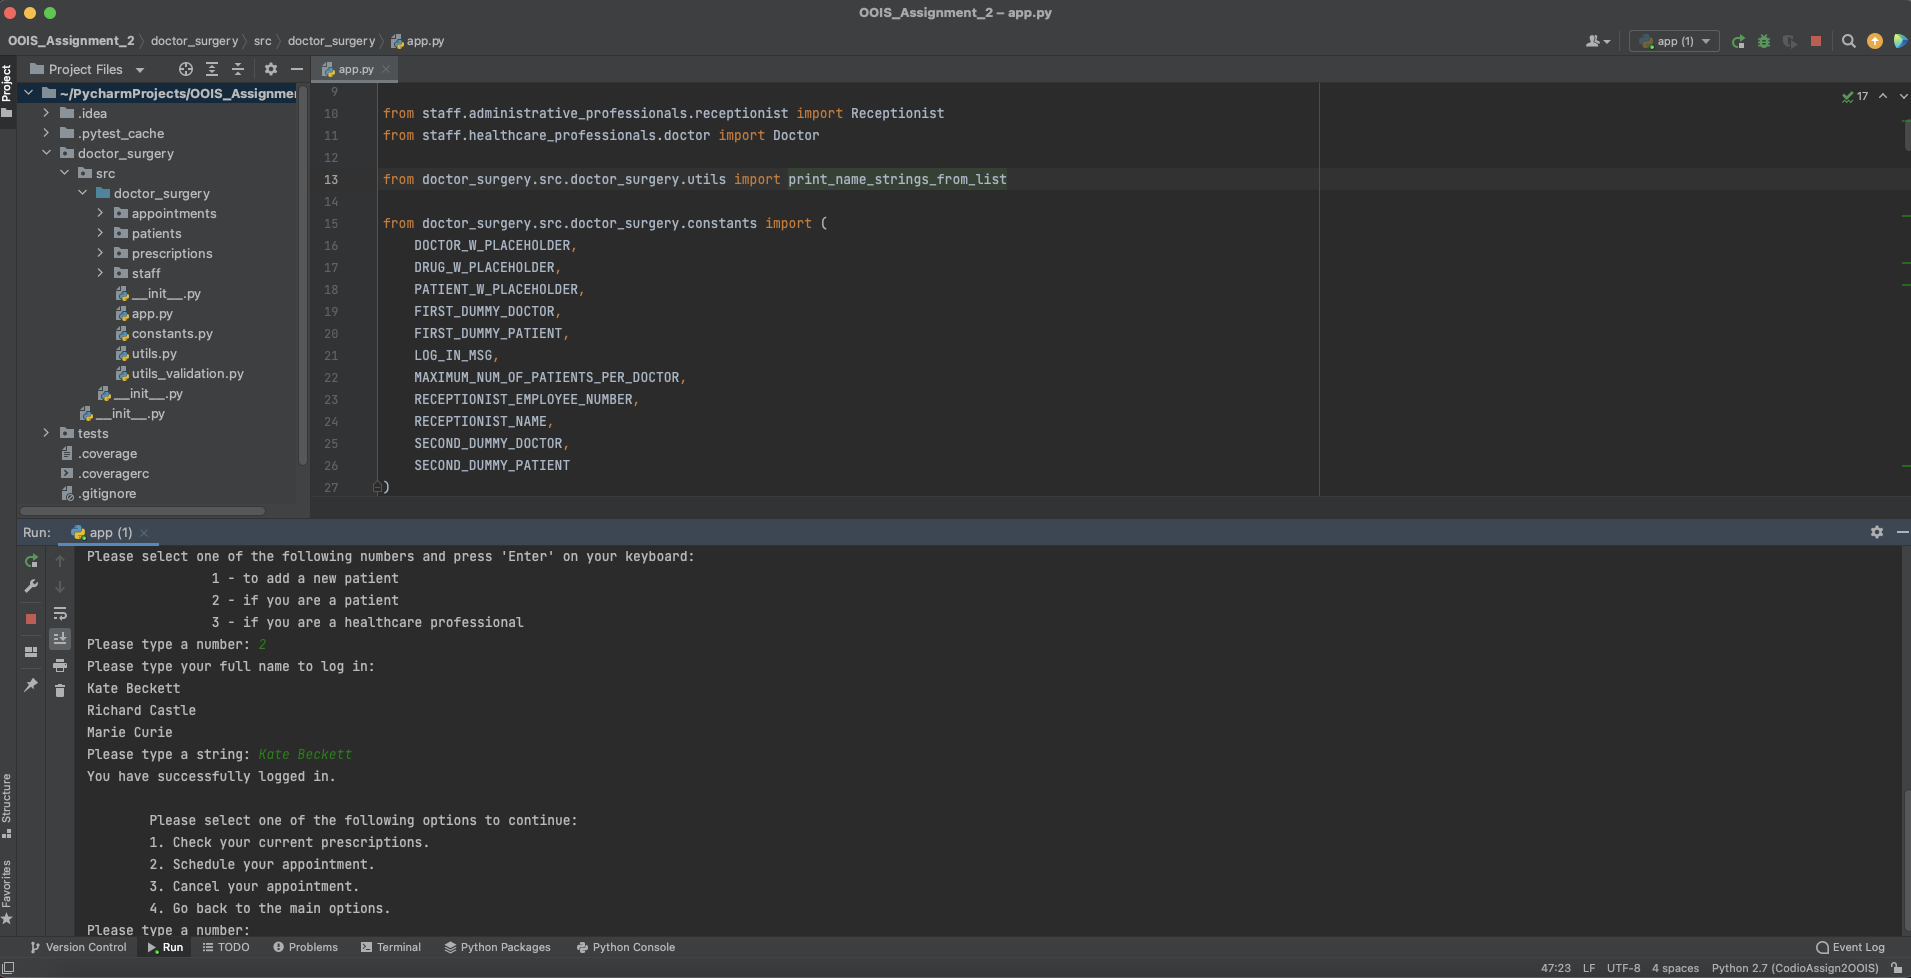 OOIS_Assignment_2 – app.py
OOIS_Assignment_2 doctor_surgery src doctor_surgery app.py
app (1)
Project
Project Files
app.py
~/PycharmProjects/OOIS_Assignmen
.idea
.pytest_cache
doctor_surgery
src
doctor_surgery
appointments
patients
prescriptions
staff
__init__.py
app.py
constants.py
utils.py
utils_validation.py
__init__.py
__init__.py
tests
.coverage
.coveragerc
.gitignore
17
9
10 from staff.administrative_professionals.receptionist import Receptionist
11 from staff.healthcare_professionals.doctor import Doctor
12
13 from doctor_surgery.src.doctor_surgery.utils import print_name_strings_from_list
14
15 from doctor_surgery.src.doctor_surgery.constants import (
16 DOCTOR_W_PLACEHOLDER,
17 DRUG_W_PLACEHOLDER,
18 PATIENT_W_PLACEHOLDER,
19 FIRST_DUMMY_DOCTOR,
20 FIRST_DUMMY_PATIENT,
21 LOG_IN_MSG,
22 MAXIMUM_NUM_OF_PATIENTS_PER_DOCTOR,
23 RECEPTIONIST_EMPLOYEE_NUMBER,
24 RECEPTIONIST_NAME,
25 SECOND_DUMMY_DOCTOR,
26 SECOND_DUMMY_PATIENT
27 )
Run: app (1)
Please select one of the following numbers and press 'Enter' on your keyboard:
1 - to add a new patient
2 - if you are a patient
3 - if you are a healthcare professional
Please type a number: 2
Please type your full name to log in:
Kate Beckett
Richard Castle
Marie Curie
Please type a string: Kate Beckett
You have successfully logged in.
Please select one of the following options to continue:
1. Check your current prescriptions.
2. Schedule your appointment.
3. Cancel your appointment.
4. Go back to the main options.
Please type a number:
Structure
Favorites
Version Control Run TODO Problems Terminal Python Packages Python Console Event Log
47:23 LF UTF-8 4 spaces Python 2.7 (CodioAssign2OOIS)